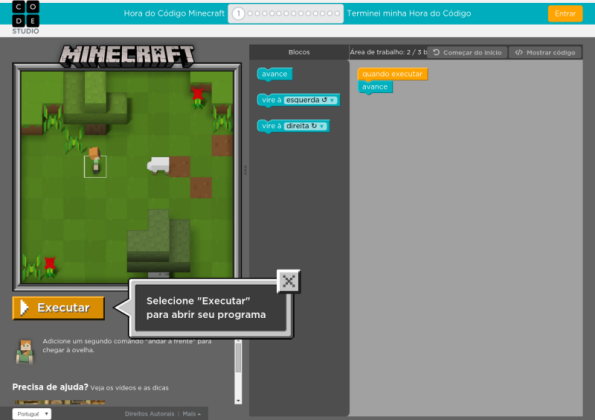 CODE
STUDIO
Hora do Código Minecraft
1
Terminei minha Hora do Código
Entrar
MINECRAFT
Blocos
Área de trabalho: 2 / 3 b
Começar do Início
Mostrar código
avance
vire à esquerda ↺
vire à direita ↻
quando executar
avance
Executar
Selecione "Executar"
para abrir seu programa
Adicione um segundo comando "andar à frente" para
chegar à ovelha.
Precisa de ajuda? Veja os vídeos e as dicas
Portugl
Direitos Autorais
Mais